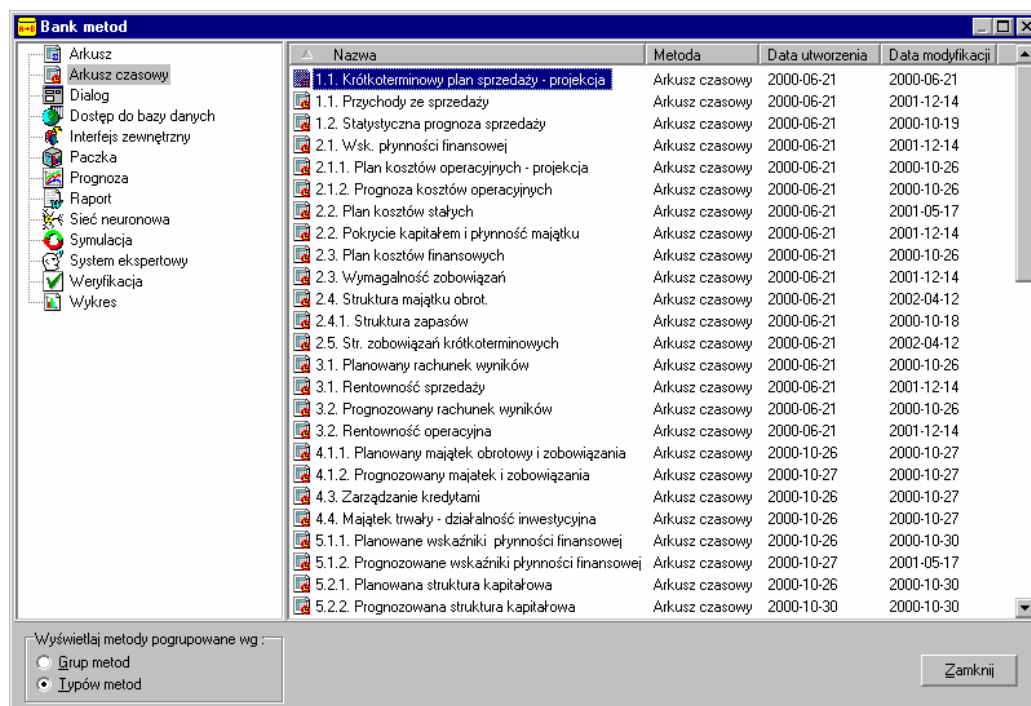 Bank metod
Arkusz
Arkusz czasowy
Dialog
Dostęp do bazy danych
Interfejs zewnętrzny
Paczka
Prognoza
Raport
Sieć neuronowa
Symulacja
System ekspertowy
Weryfikacja
Wykres
Nazwa Metoda Data utworzenia Data modyfikacji
1.1. Krótkoterminowy plan sprzedaży - projekcja Arkusz czasowy 2000-06-21 2000-06-21
1.1. Przychody ze sprzedaży Arkusz czasowy 2000-06-21 2001-12-14
1.2. Statystyczna prognoza sprzedaży Arkusz czasowy 2000-06-21 2000-10-19
2.1. Wsk. płynności finansowej Arkusz czasowy 2000-06-21 2001-12-14
2.1.1. Plan kosztów operacyjnych - projekcja Arkusz czasowy 2000-06-21 2000-10-26
2.1.2. Prognoza kosztów operacyjnych Arkusz czasowy 2000-06-21 2000-10-26
2.2. Plan kosztów stałych Arkusz czasowy 2000-06-21 2001-05-17
2.2. Pokrycie kapitałem i płynność majątku Arkusz czasowy 2000-06-21 2001-12-14
2.3. Plan kosztów finansowych Arkusz czasowy 2000-06-21 2000-10-26
2.3. Wymagalność zobowiązań Arkusz czasowy 2000-06-21 2001-12-14
2.4. Struktura majątku obrot. Arkusz czasowy 2000-06-21 2002-04-12
2.4.1. Struktura zapasów Arkusz czasowy 2000-06-21 2000-10-18
2.5. Str. zobowiązań krótkoterminowych Arkusz czasowy 2000-06-21 2002-04-12
3.1. Planowany rachunek wyników Arkusz czasowy 2000-06-21 2000-10-26
3.1. Rentowność sprzedaży Arkusz czasowy 2000-06-21 2001-12-14
3.2. Prognozowany rachunek wyników Arkusz czasowy 2000-06-21 2000-10-26
3.2. Rentowność operacyjna Arkusz czasowy 2000-06-21 2001-12-14
4.1.1. Planowany majątek obrotowy i zobowiązania Arkusz czasowy 2000-10-26 2000-10-27
4.1.2. Prognozowany majatek i zobowiązania Arkusz czasowy 2000-10-27 2000-10-27
4.3. Zarządzanie kredytami Arkusz czasowy 2000-10-26 2000-10-27
4.4. Majątek trwały - działalność inwestycyjna Arkusz czasowy 2000-10-26 2000-10-27
5.1.1. Planowane wskaźniki płynności finansowej Arkusz czasowy 2000-10-26 2000-10-30
5.1.2. Prognozowane wskaźniki płynności finansowej Arkusz czasowy 2000-10-27 2001-05-17
5.2.1. Planowana struktura kapitałowa Arkusz czasowy 2000-10-26 2000-10-30
5.2.2. Prognozowana struktura kapitałowa Arkusz czasowy 2000-10-30 2000-10-30
Wyświetlaj metody pogrupowane wg :
Grup metod
Typów metod
Zamknij